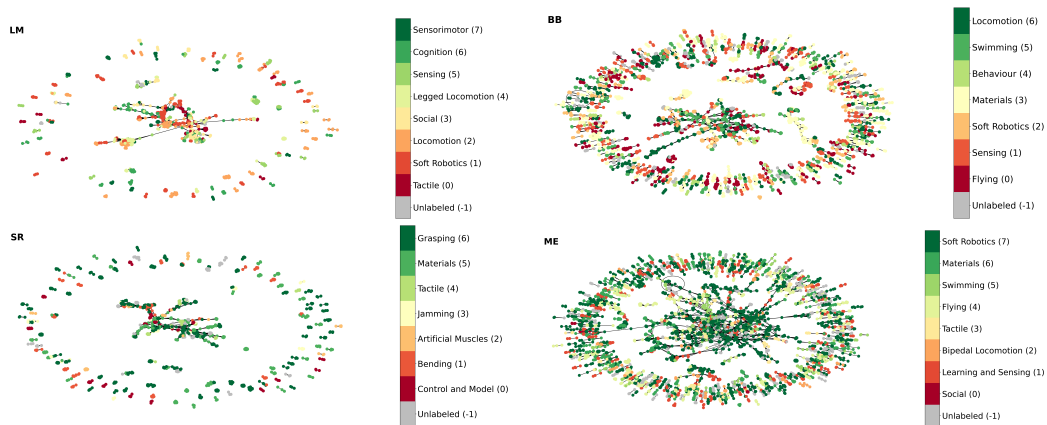 LM
Sensorimotor (7)
Cognition (6)
Sensing (5)
Legged Locomotion (4)
Social (3)
Locomotion (2)
Soft Robotics (1)
Tactile (0)
Unlabeled (-1)
BB
Locomotion (6)
Swimming (5)
Behaviour (4)
Materials (3)
Soft Robotics (2)
Sensing (1)
Flying (0)
Unlabeled (-1)
SR
Grasping (6)
Materials (5)
Tactile (4)
Jamming (3)
Artificial Muscles (2)
Bending (1)
Control and Model (0)
Unlabeled (-1)
ME
Soft Robotics (7)
Materials (6)
Swimming (5)
Flying (4)
Tactile (3)
Bipedal Locomotion (2)
Learning and Sensing (1)
Social (0)
Unlabeled (-1)